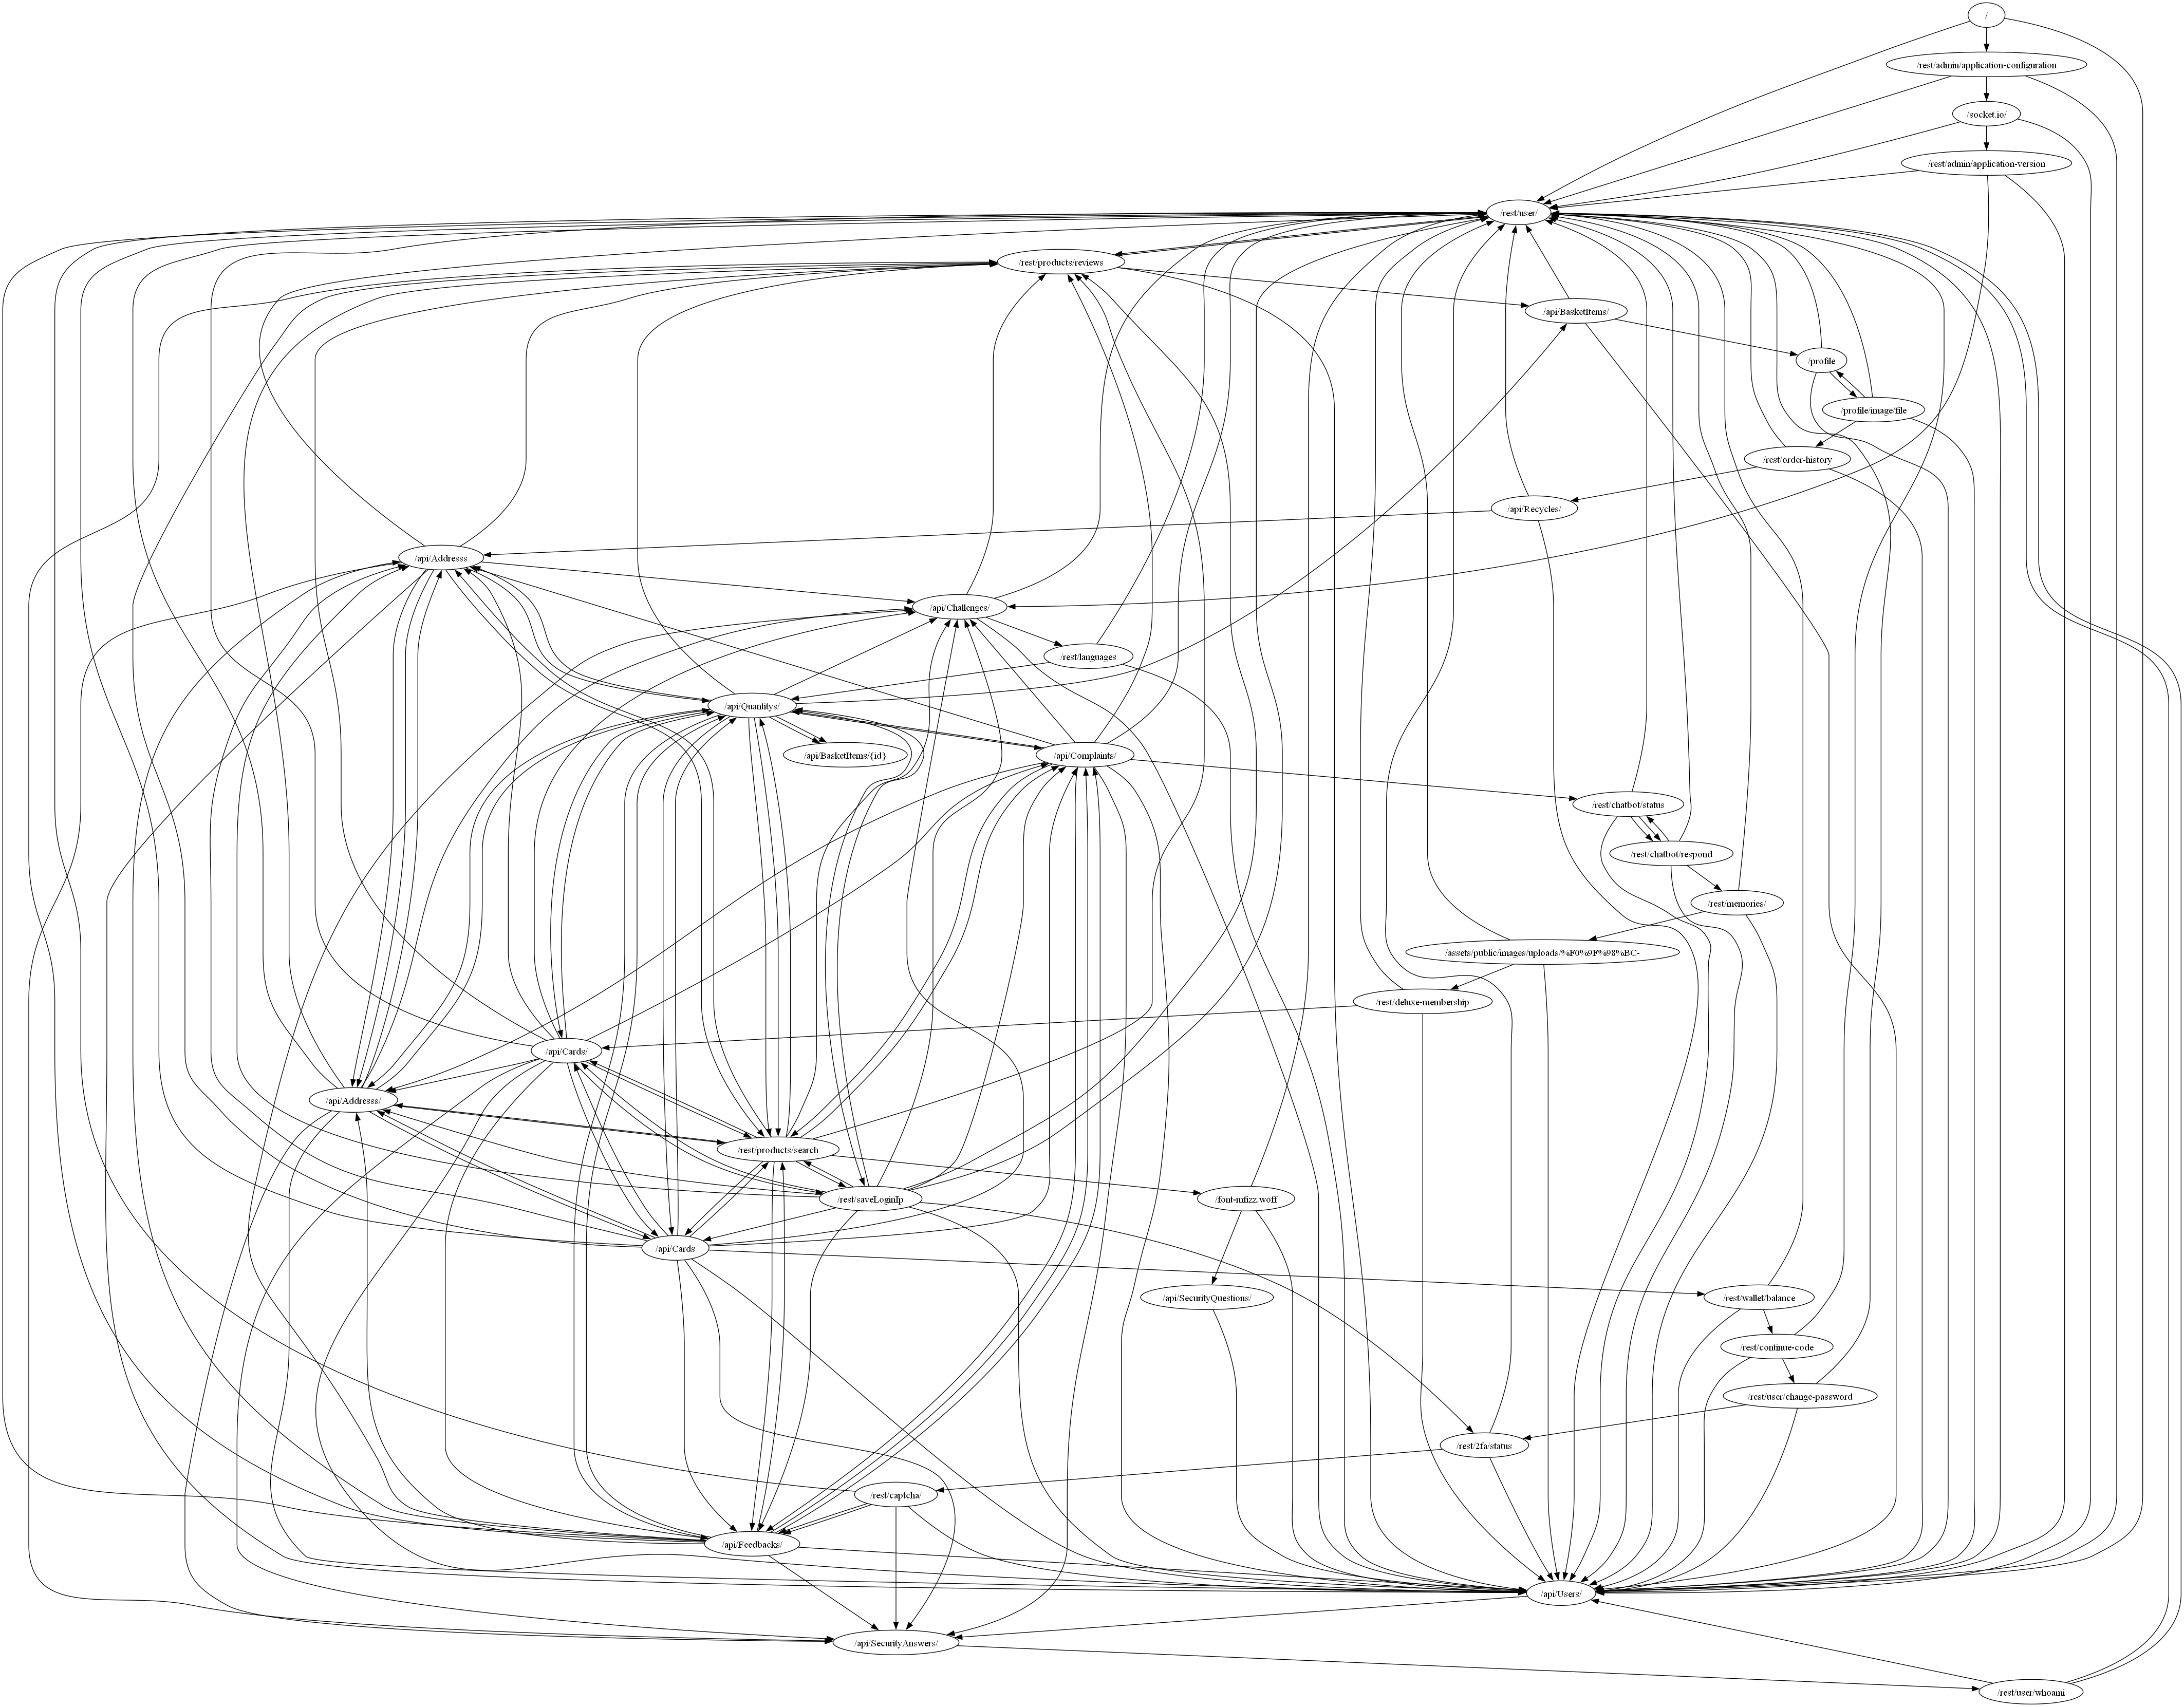 /
/rest/admin/application-configuration
/socket.io/
/rest/admin/application-version
/rest/user/
/rest/products/reviews
/api/BasketItems/
/profile
/profile/image/file
/rest/order-history
/api/Recycles/
/api/Addresss
/api/Challenges/
/rest/languages
/api/Quantitys/
/api/BasketItems/{id}
/api/Complaints/
/rest/chatbot/status
/rest/chatbot/respond
/rest/memories/
/assets/public/images/uploads/%F0%9F%98%BC-
/rest/deluxe-membership
/api/Cards/
/api/Addresss/
/rest/products/search
/rest/saveLoginIp
/font-mfizz.woff
/api/Cards
/api/SecurityQuestions/
/rest/wallet/balance
/rest/continue-code
/rest/user/change-password
/rest/2fa/status
/rest/captcha/
/api/Feedbacks/
/api/Users/
/api/SecurityAnswers/
/rest/user/whoami